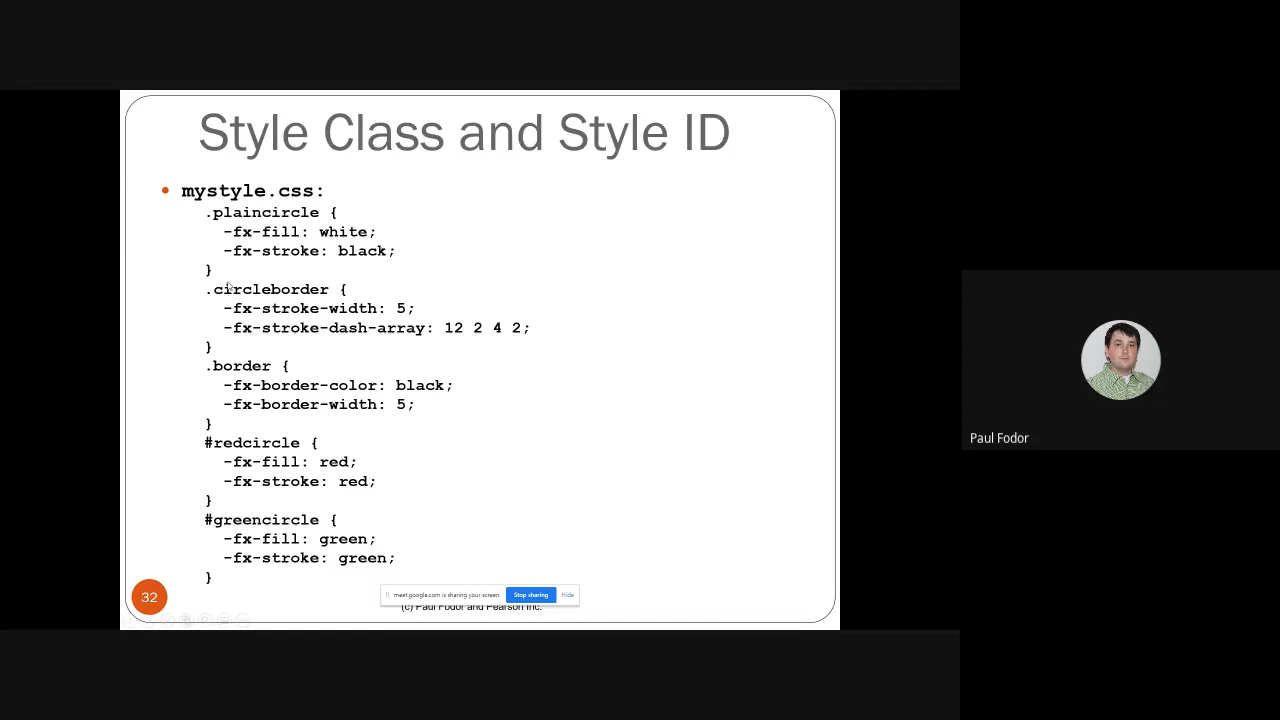 Style Class and Style ID
• mystyle.css:
.plaincircle {
-fx-fill: white;
-fx-stroke: black;
}
.circleborder {
-fx-stroke-width: 5;
-fx-stroke-dash-array: 12 2 4 2;
}
.border {
-fx-border-color: black;
-fx-border-width: 5;
}
#redcircle {
-fx-fill: red;
-fx-stroke: red;
}
#greencircle {
-fx-fill: green;
-fx-stroke: green;
}
32
meet.google.com is sharing your screen. Stop sharing Hide
(c) Paul Fodor and Pearson Inc.
Paul Fodor